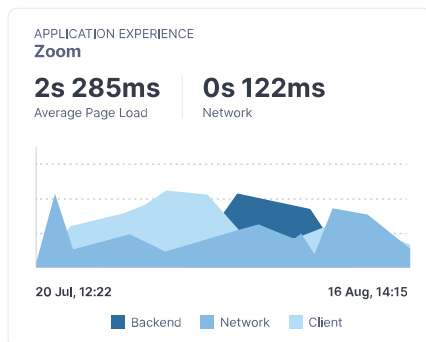 APPLICATION EXPERIENCE
Zoom
2s 285ms 0s 122ms
Average Page Load Network
20 Jul, 12:22 16 Aug, 14:15
Backend Network Client